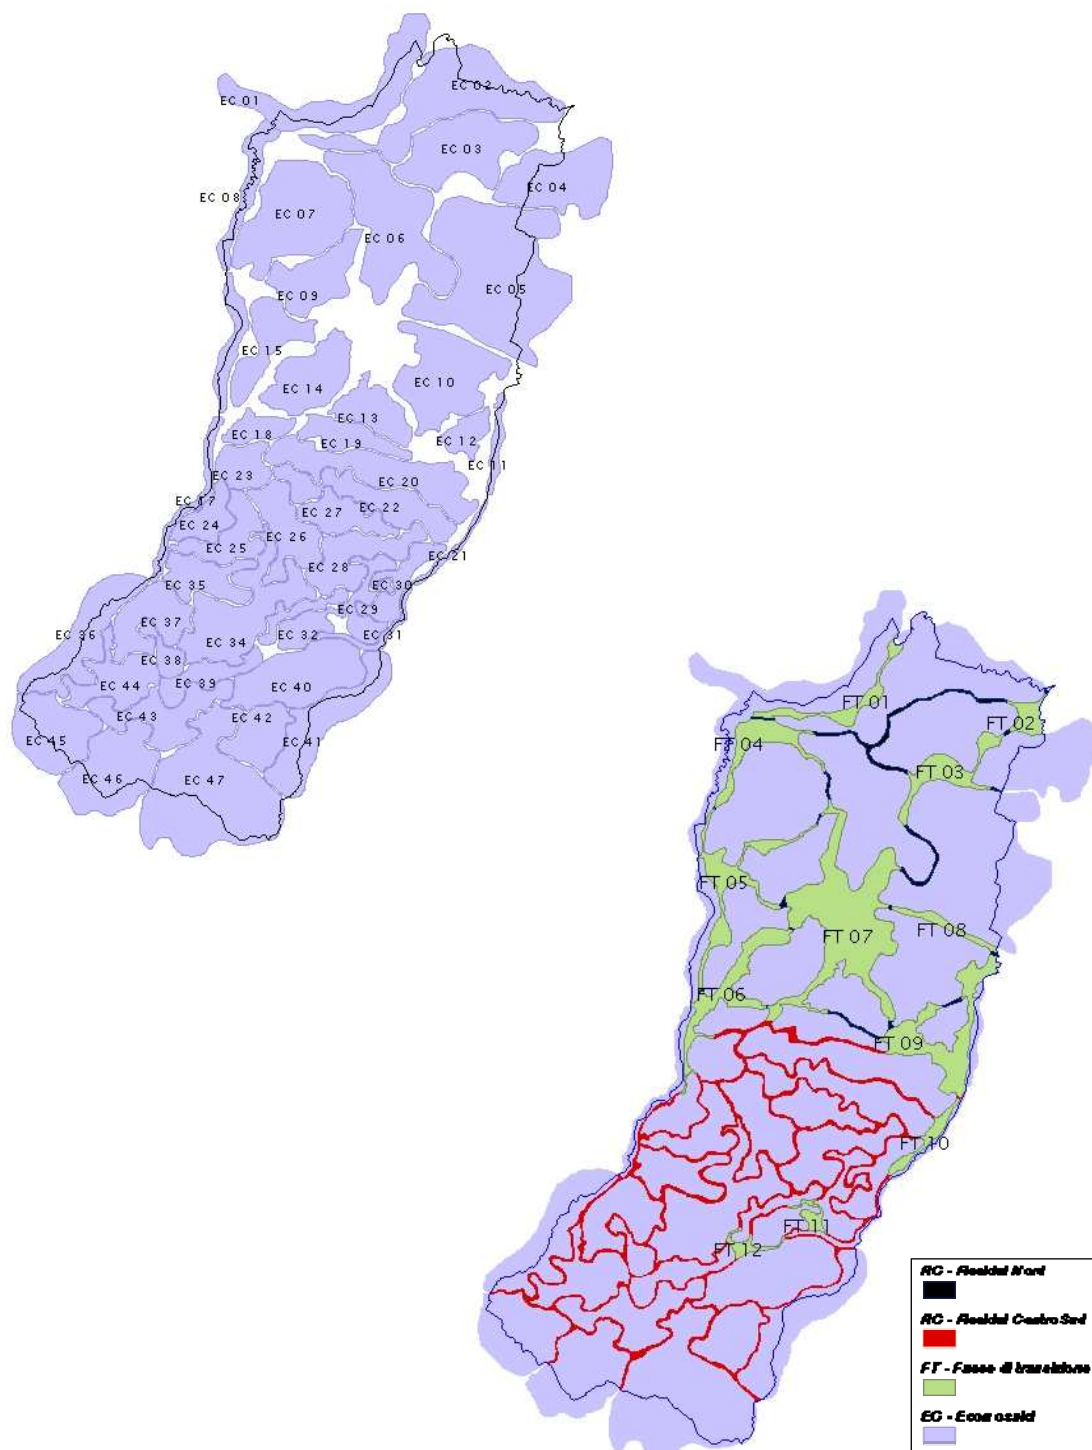 EC 01
EC 02
EC 03
EC 04
EC 08
EC 07
EC 06
EC 05
EC 09
EC 15
EC 14
EC 10
EC 13
EC 18
EC 19
EC 12
EC 11
EC 23
EC 20
EC 17
EC 27
EC 22
EC 24
EC 26
EC 25
EC 21
EC 28
EC 35
EC 30
EC 29
EC 37
EC 36
EC 34
EC 32
EC 31
EC 38
EC 44
EC 39
EC 40
EC 43
EC 42
EC 45
EC 41
EC 46
EC 47
FT 01
FT 02
FT 04
FT 03
FT 05
FT 07
FT 08
FT 06
FT 09
FT 10
FT 11
FT 12
RC - Residui Nord
RC - Residui CentroSud
FT - Fasce di transizione
EC - Ecomosaici